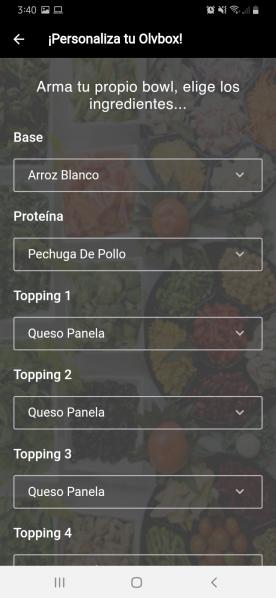 3:40
¡Personaliza tu Olvbox!
Arma tu propio bowl, elige los
ingredientes...
Base
Arroz Blanco
Proteína
Pechuga De Pollo
Topping 1
Queso Panela
Topping 2
Queso Panela
Topping 3
Queso Panela
Topping 4